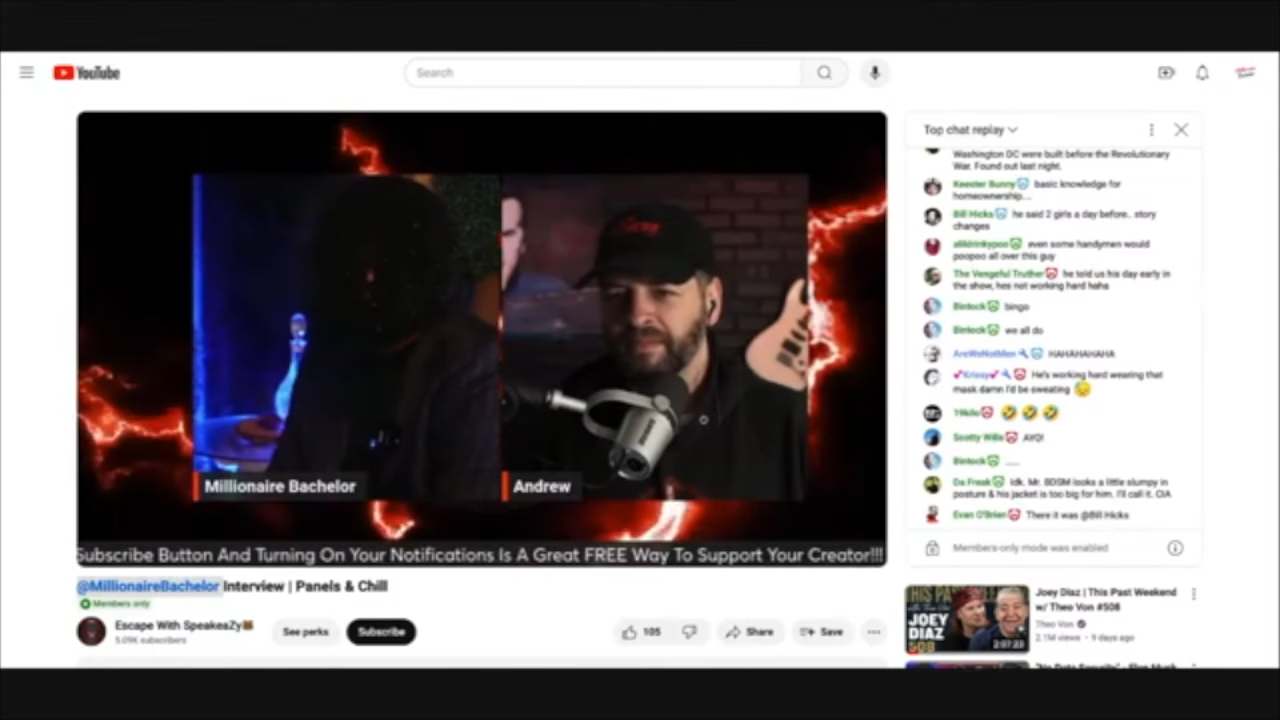 YouTube
Search
Top chat replay
Washington DC were built before the Revolutionary
War. Found out last night.
Keester Bunny basic knowledge for
homeownership....
Bill Hicks he said 2 girls a day before.. story
changes
alildrinkypoo even some handymen would
poopoo all over this guy
The Vengeful Truther he told us his day early in
the show, hes not working hard haha
Bintock bingo
Bintock we all do
AreWeNotMen HAHAHAHAHA
Krissy He's working hard wearing that
mask damn I'd be sweating
19kilo
Scotty Wills AYO!
Bintock ......
Da Freak Idk. Mr. BDSM looks a little slumpy in
posture & his jacket is too big for him. I'll call it. CIA
Evan O'Brien There it was @Bill Hicks
Members-only mode was enabled
Millionaire Bachelor
Andrew
Subscribe Button And Turning On Your Notifications Is A Great FREE Way To Support Your Creator!!!
@MillionaireBachelor Interview | Panels & Chill
Members only
Escape With SpeakeaZy
5.09K subscribers
See perks
Subscribe
105
Share
Save
THIS PA
JOEY
DIAZ
508
2:07:23
Joey Diaz | This Past Weekend
w/ Theo Von #508
Theo Von
2.1M views • 9 days ago